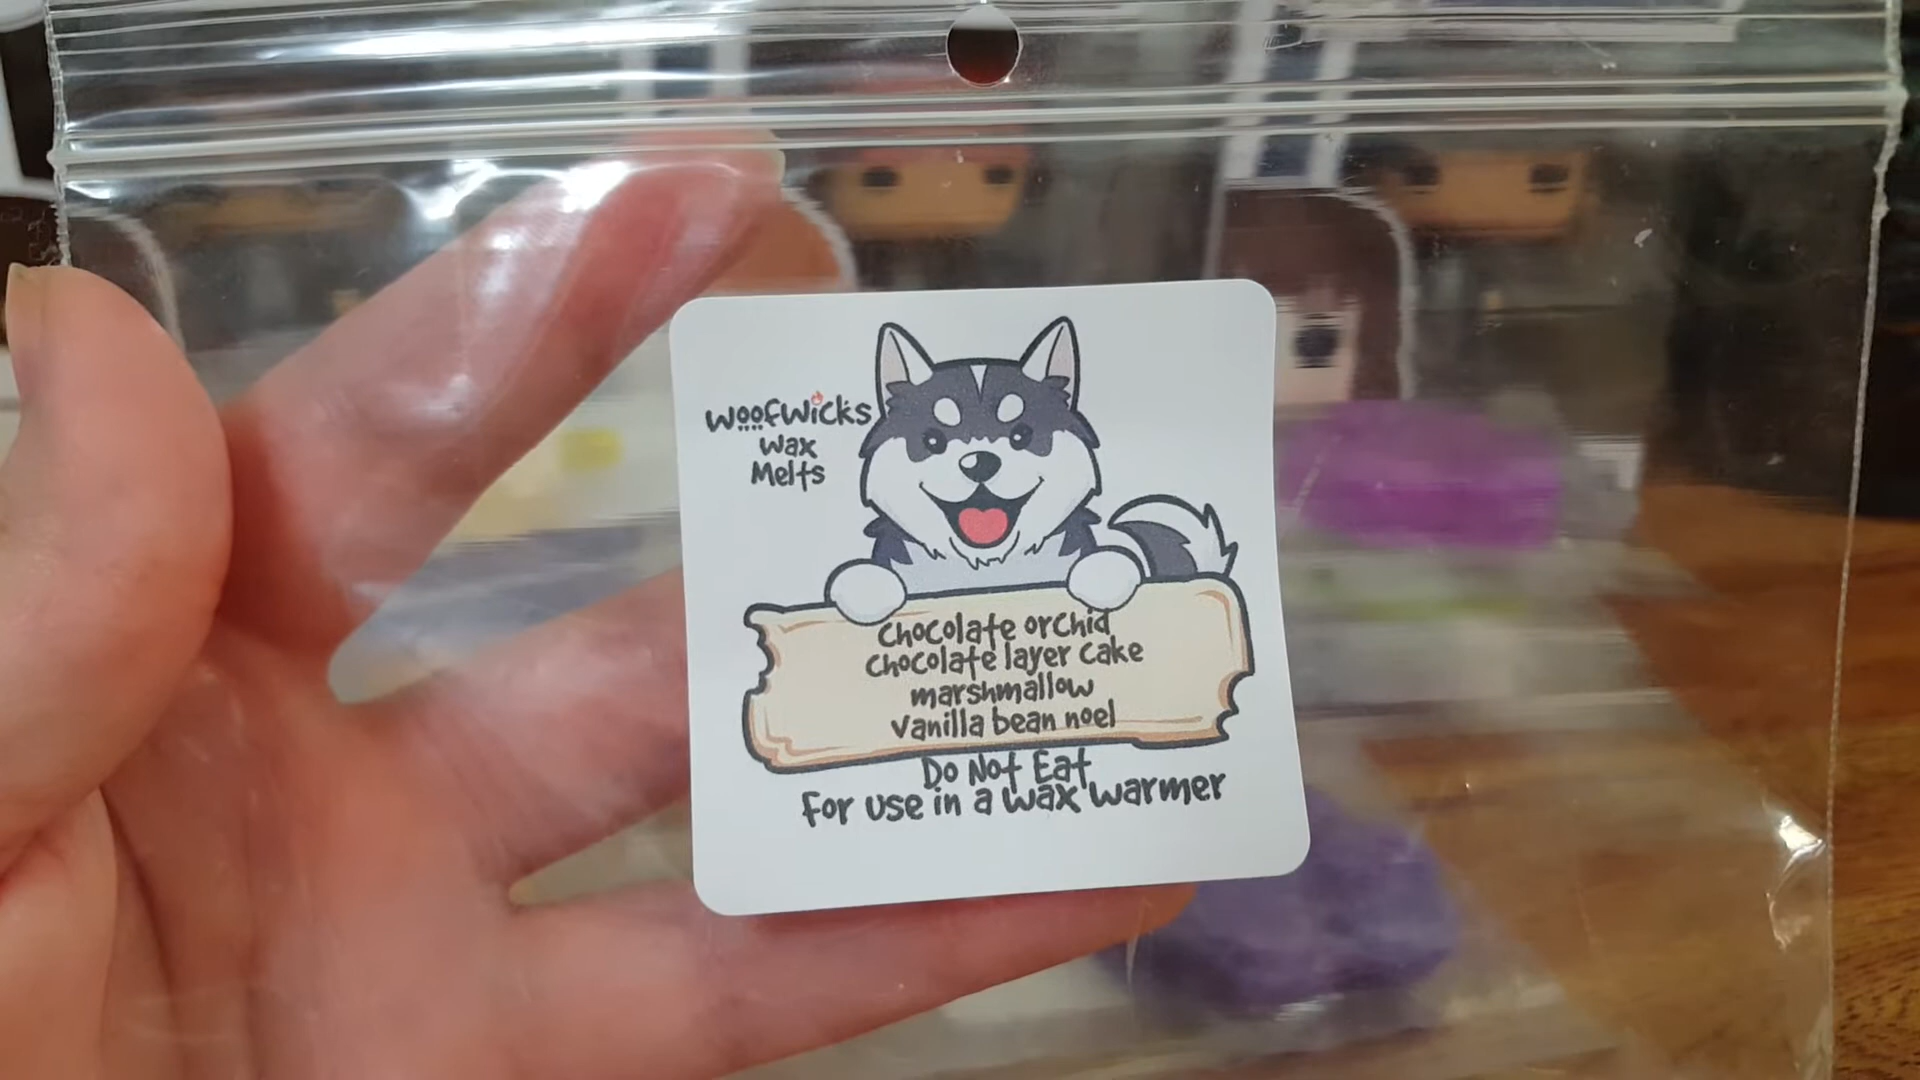 WoofWicks
Wax
Melts
Chocolate orchid
Chocolate layer cake
marshmallow
Vanilla bean noel
Do Not Eat
For use in a wax warmer